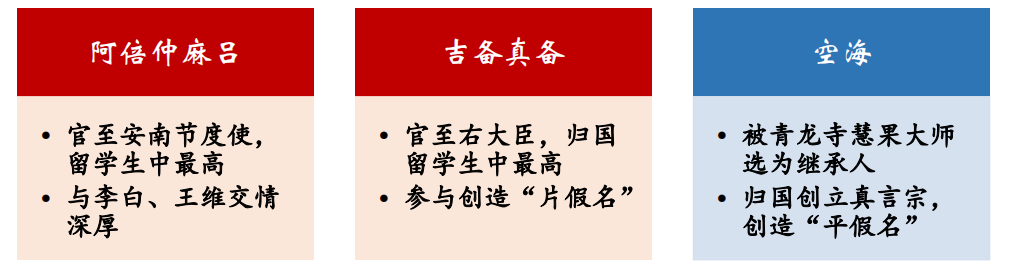 阿倍仲麻吕
• 官至安南节度使，
留学生中最高
• 与李白、王维交情
深厚
吉备真备
• 官至右大臣，归国
留学生中最高
• 参与创造“片假名”
空海
• 被青龙寺慧果大师
选为继承人
• 归国创立真言宗，
创造“平假名”